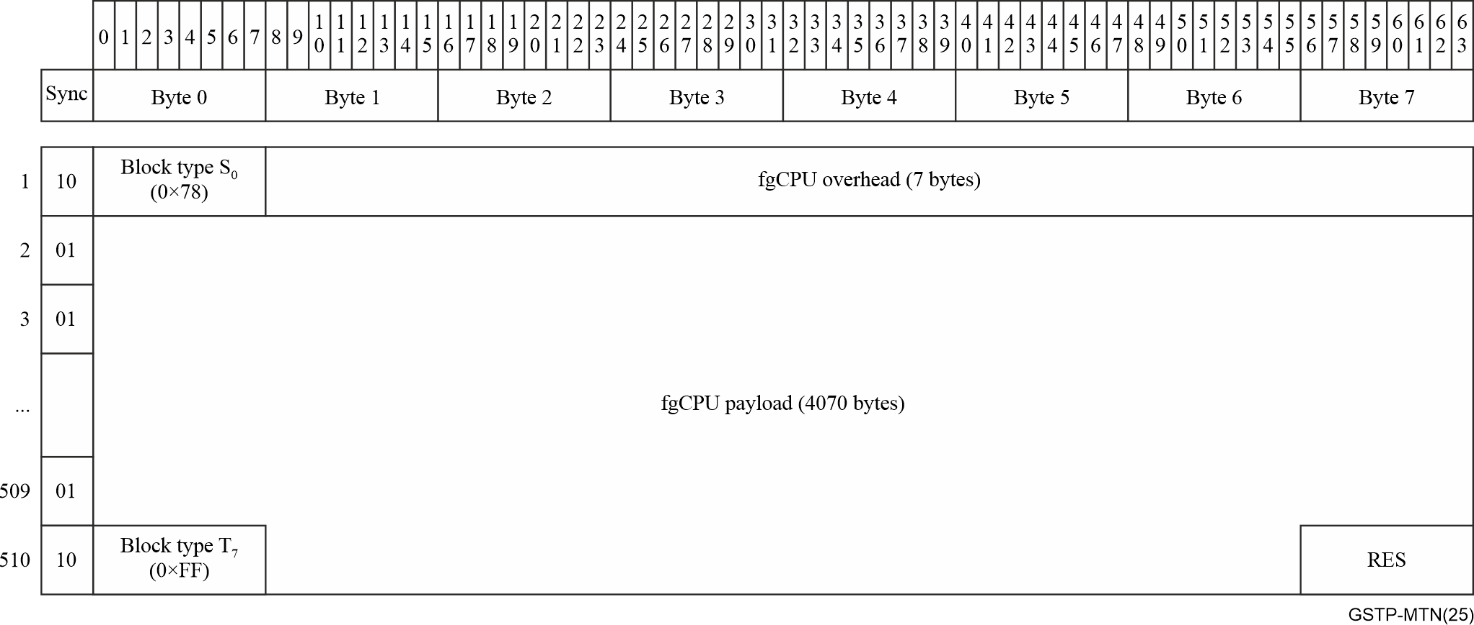 0 1 2 3 4 5 6 7 8 9 10 11 12 13 14 15 16 17 18 19 20 21 22 23 24 25 26 27 28 29 30 31 32 33 34 35 36 37 38 39 40 41 42 43 44 45 46 47 48 49 50 51 52 53 54 55 56 57 58 59 60 61 62 63
Sync Byte 0 Byte 1 Byte 2 Byte 3 Byte 4 Byte 5 Byte 6 Byte 7
1 10 Block type S₀
(0×78)
fgCPU overhead (7 bytes)
2 01
3 01
... fgCPU payload (4070 bytes)
509 01
510 10 Block type T₇
(0×FF)
RES
GSTP-MTN(25)